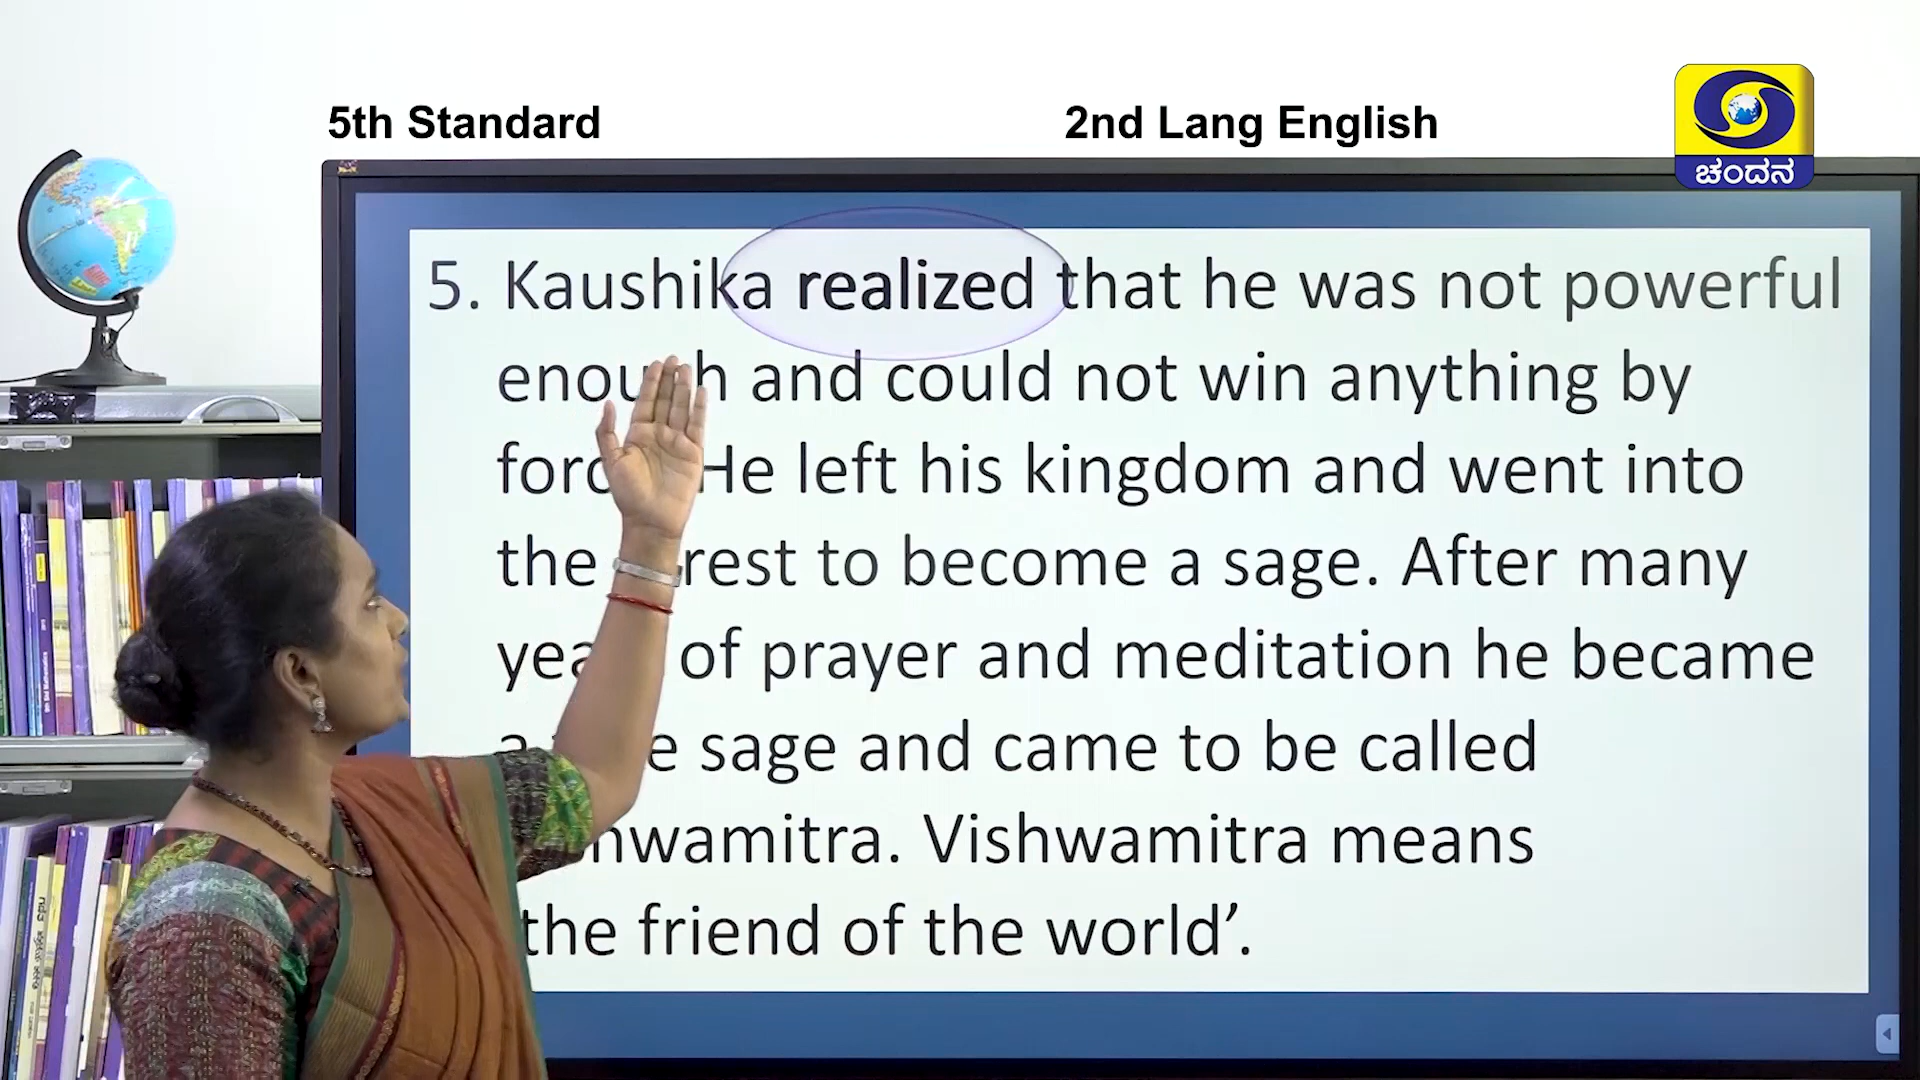 5th Standard
2nd Lang English
ಚಂದನ
5. Kaushika realized that he was not powerful
and could not win anything by
He left his kingdom and went into
the to become a sage. After many
of prayer and meditation he became
a sage and came to be called
Vishwamitra means
the friend of the world’.